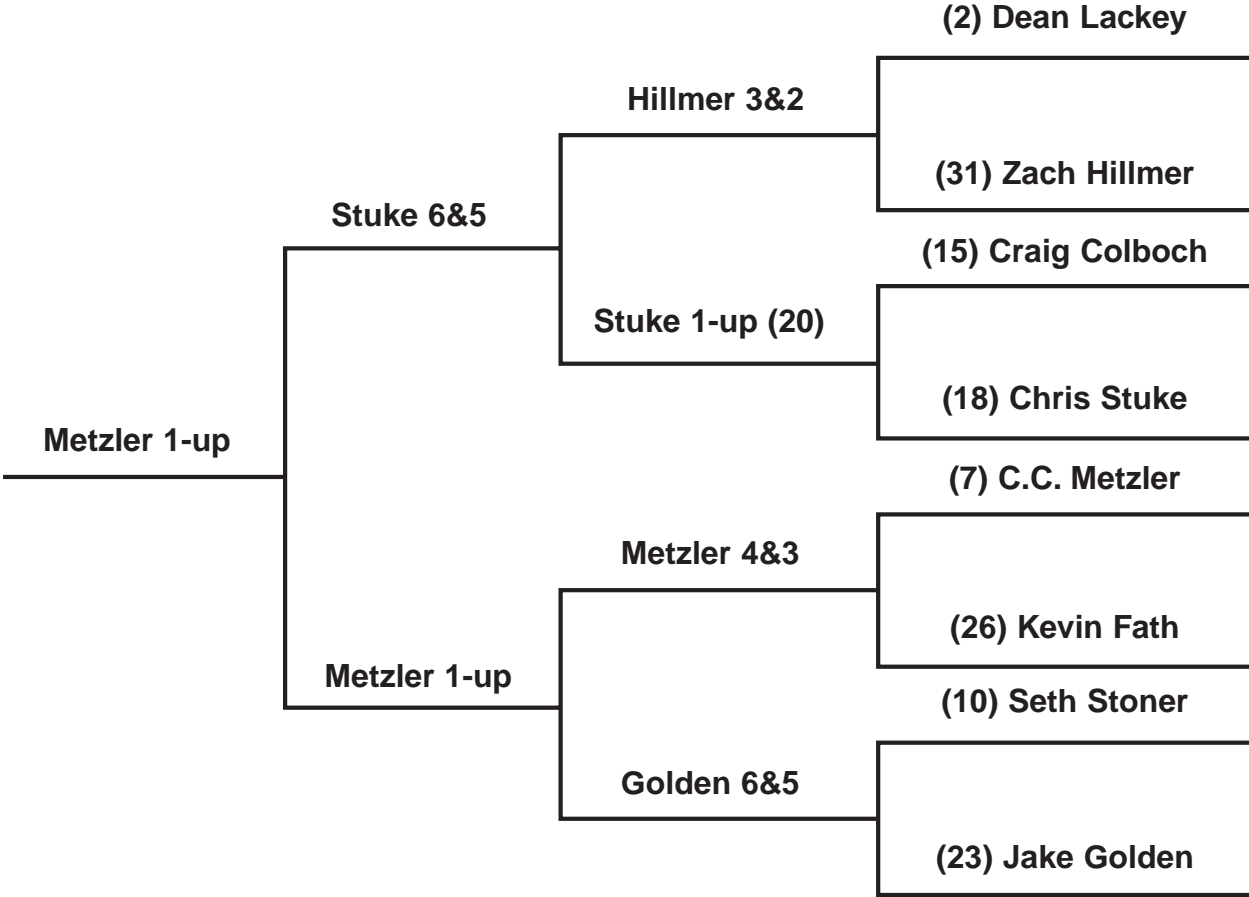 (2) Dean Lackey
Hillmer 3&2
(31) Zach Hillmer
Stuke 6&5
(15) Craig Colboch
Stuke 1-up (20)
(18) Chris Stuke
Metzler 1-up
(7) C.C. Metzler
Metzler 4&3
(26) Kevin Fath
Metzler 1-up
(10) Seth Stoner
Golden 6&5
(23) Jake Golden